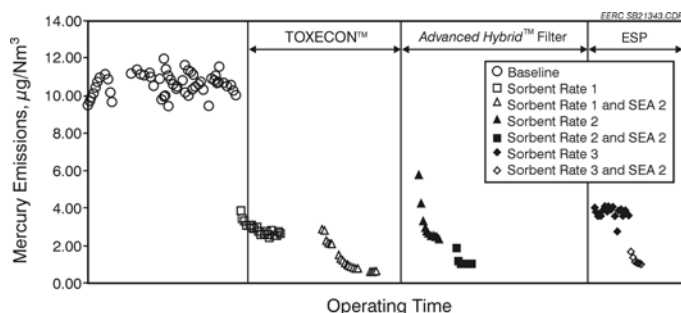 EERC SB21343.CDR
TOXECON™
Advanced Hybrid™ Filter
ESP
Mercury Emissions, µg/Nm³
14.00
12.00
10.00
8.00
6.00
4.00
2.00
0.00
Baseline
Sorbent Rate 1
Sorbent Rate 1 and SEA 2
Sorbent Rate 2
Sorbent Rate 2 and SEA 2
Sorbent Rate 3
Sorbent Rate 3 and SEA 2
Operating Time